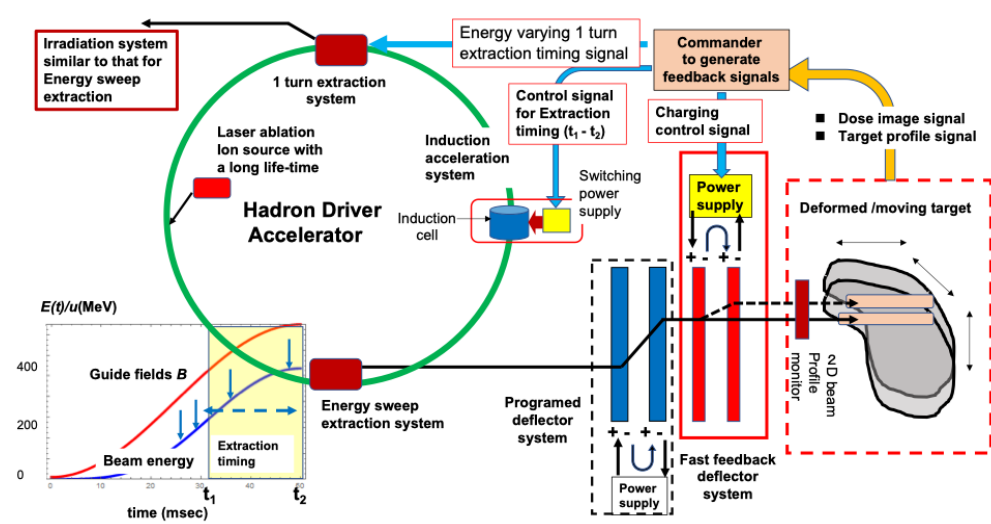 Irradiation system
similar to that for
Energy sweep
extraction
1 turn extraction
system
Energy varying 1 turn
extraction timing signal
Commander
to generate
feedback signals
Control signal
for Extraction
timing (t1 - t2)
Charging
control signal
■ Dose image signal
■ Target profile signal
Laser ablation
Ion source with
a long life-time
Induction
acceleration
system
Switching
power
supply
Induction
cell
Hadron Driver
Accelerator
Power
supply
+ - + -
Deformed /moving target
2D beam
Profile
monitor
E(t)/u(MeV)
400
200
0
Guide fields B
Beam energy
Extraction
timing
0
20
40
t1
t2
time (msec)
Energy sweep
extraction system
Programed
deflector
system
+ - + -
Power
supply
Fast feedback
deflector
system